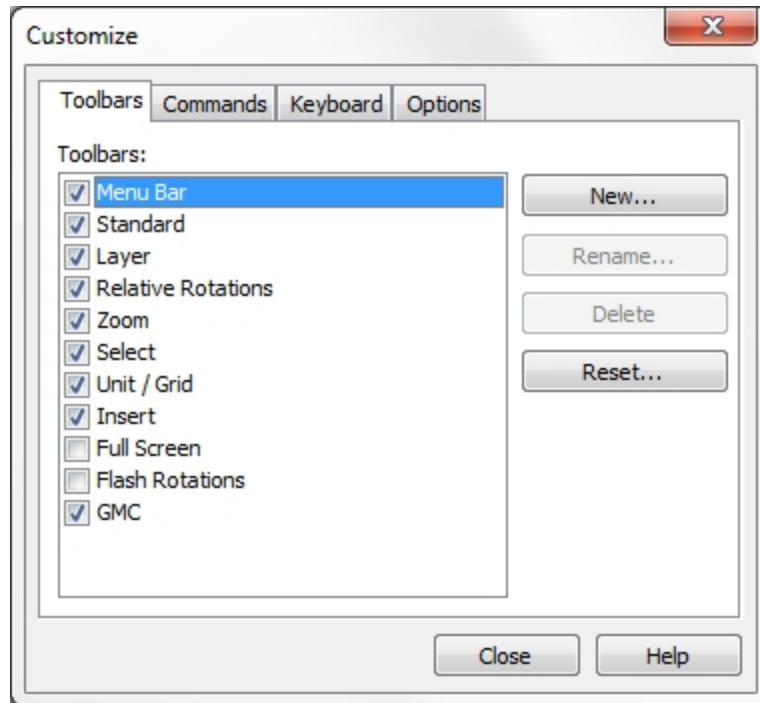 Customize
Toolbars Commands Keyboard Options
Toolbars:
Menu Bar
Standard
Layer
Relative Rotations
Zoom
Select
Unit / Grid
Insert
Full Screen
Flash Rotations
GMC
New...
Rename...
Delete
Reset...
Close Help